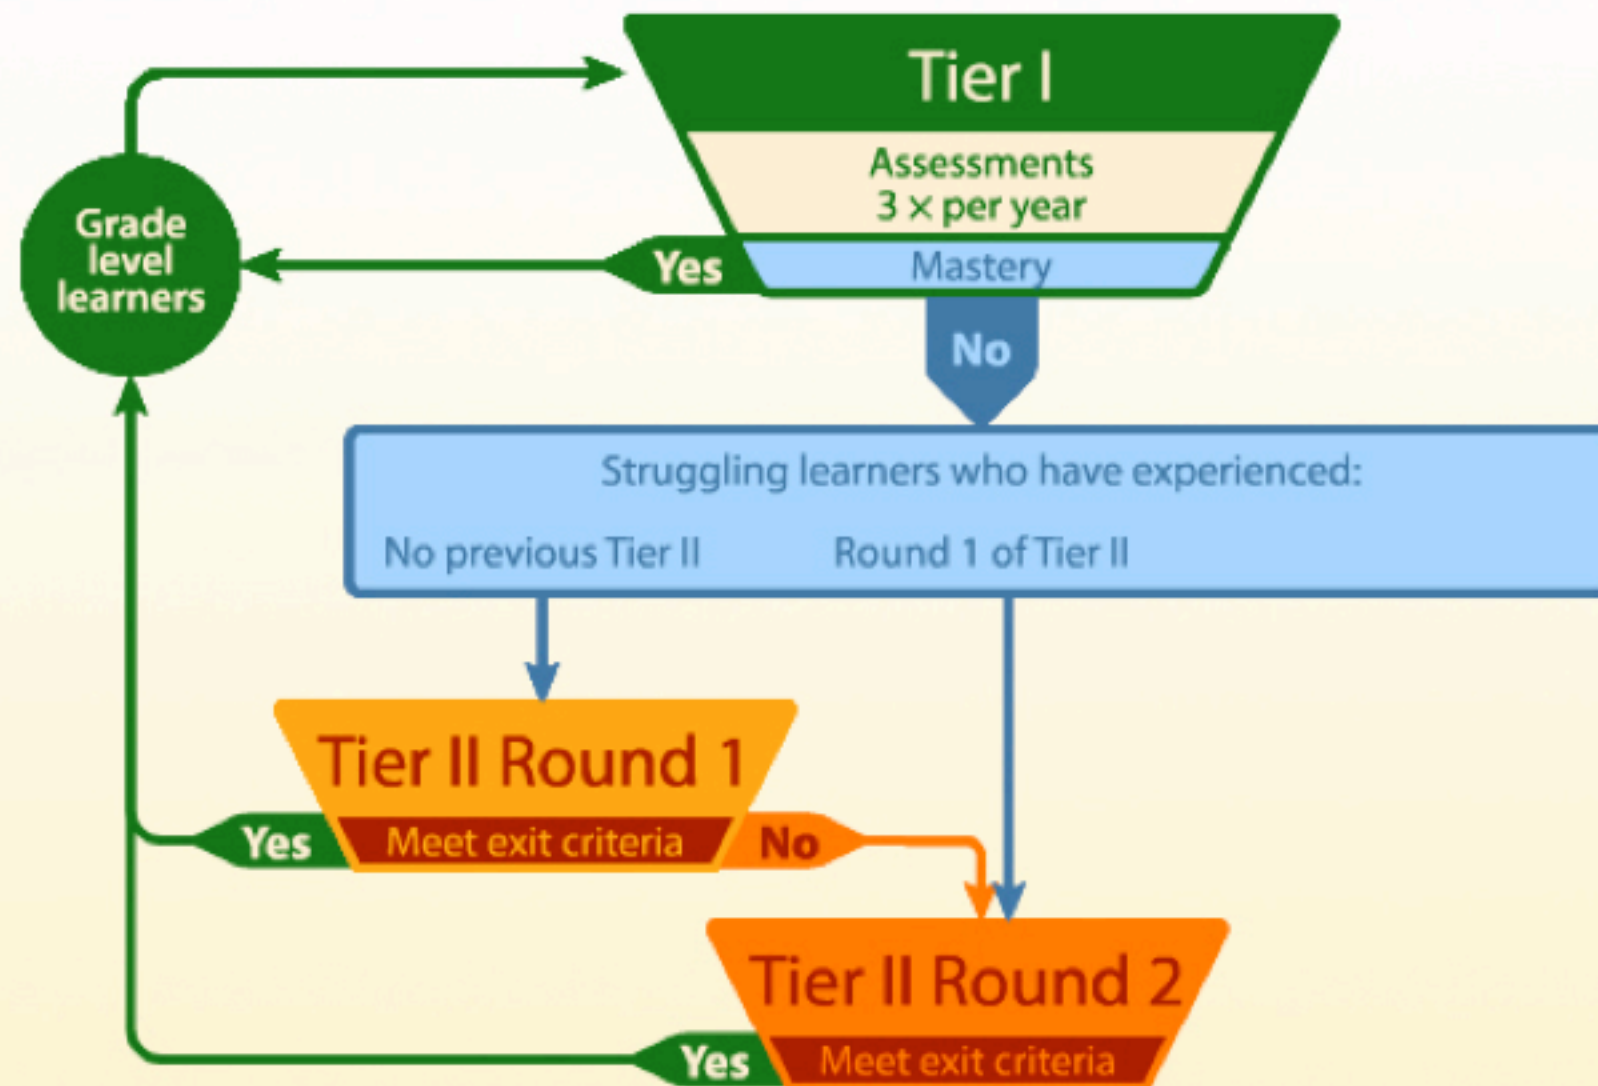 Tier I
Assessments
3 × per year
Grade
level
learners
Yes
Mastery
No
Struggling learners who have experienced:
No previous Tier II
Round 1 of Tier II
Tier II Round 1
Yes
Meet exit criteria
No
Tier II Round 2
Yes
Meet exit criteria